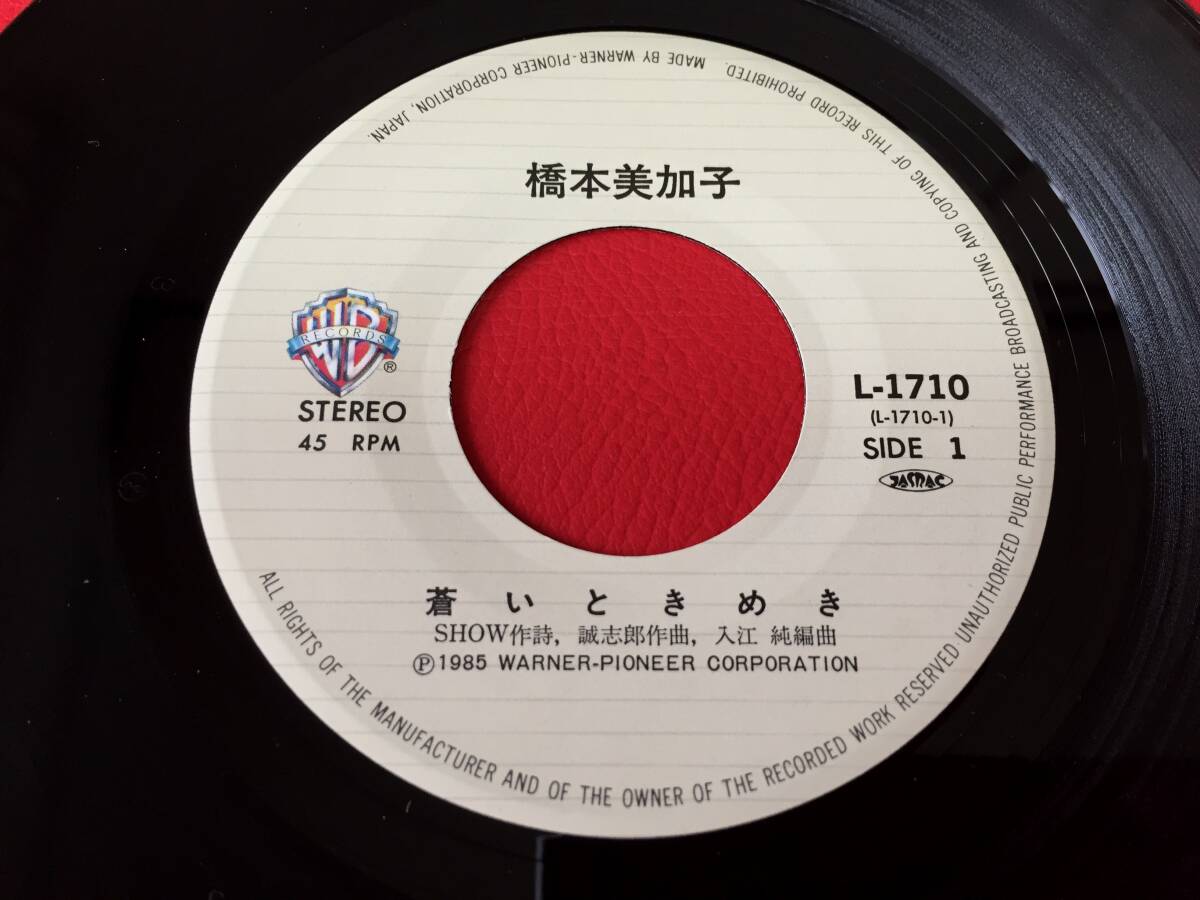 橋本美加子
WB
RECORDS
®
STEREO
45 RPM
L-1710
(L-1710-1)
SIDE 1
JASRAC
蒼いときめき
SHOW作詩, 誠志郎作曲, 入江 純編曲
Ⓟ1985 WARNER-PIONEER CORPORATION
ALL RIGHTS OF THE MANUFACTURER AND OF THE OWNER OF THE RECORDED WORK RESERVED UNAUTHORIZED PUBLIC PERFORMANCE BROADCASTING AND COPYING OF THIS RECORD PROHIBITED. MADE BY WARNER-PIONEER CORPORATION, JAPAN.